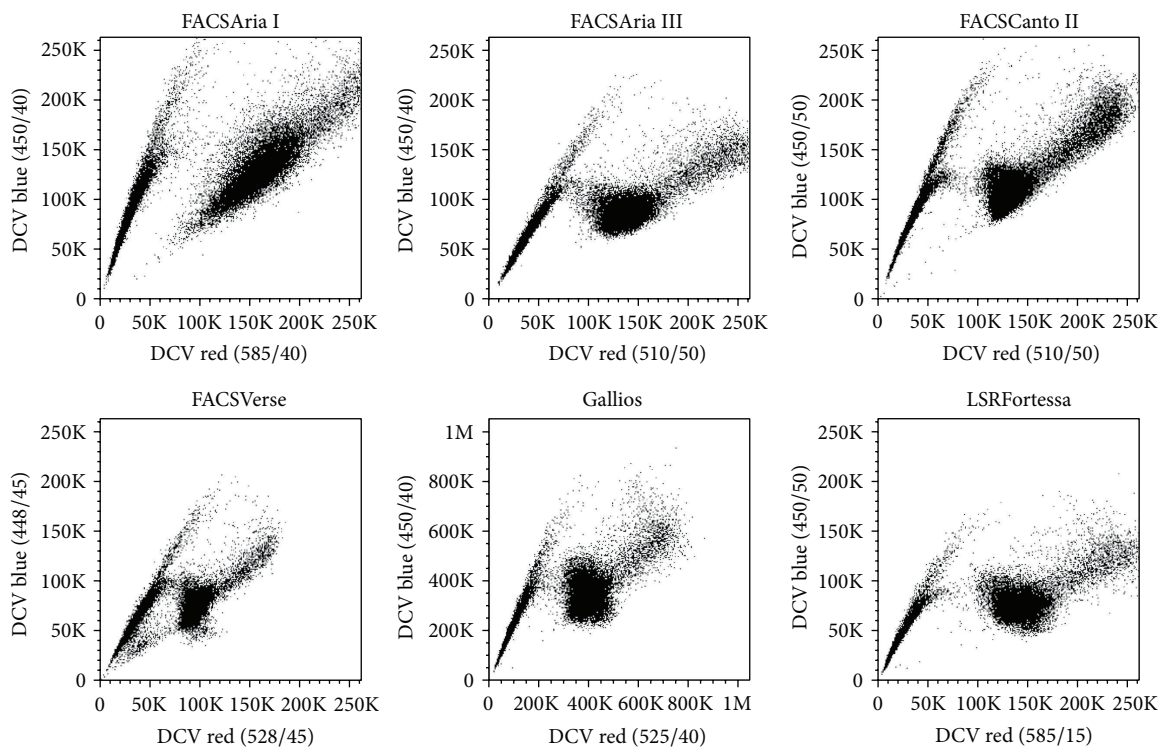 FACSAria I
FACSAria III
FACSCanto II
DCV blue (450/40)
250K
200K
150K
100K
50K
0
0 50K 100K 150K 200K 250K
DCV red (585/40)
DCV blue (450/40)
250K
200K
150K
100K
50K
0
0 50K 100K 150K 200K 250K
DCV red (510/50)
DCV blue (450/50)
250K
200K
150K
100K
50K
0
0 50K 100K 150K 200K 250K
DCV red (510/50)
FACSVerse
Gallios
LSRFortessa
DCV blue (448/45)
250K
200K
150K
100K
50K
0
0 50K 100K 150K 200K 250K
DCV red (528/45)
DCV blue (450/40)
1M
800K
600K
400K
200K
0
0 200K 400K 600K 800K 1M
DCV red (525/40)
DCV blue (450/50)
250K
200K
150K
100K
50K
0
0 50K 100K 150K 200K 250K
DCV red (585/15)